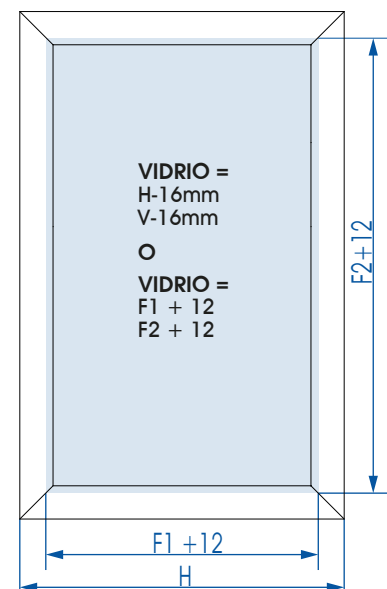 VIDRIO =
H-16mm
V-16mm
O
VIDRIO =
F1 + 12
F2 + 12
F2+12
F1 +12
H